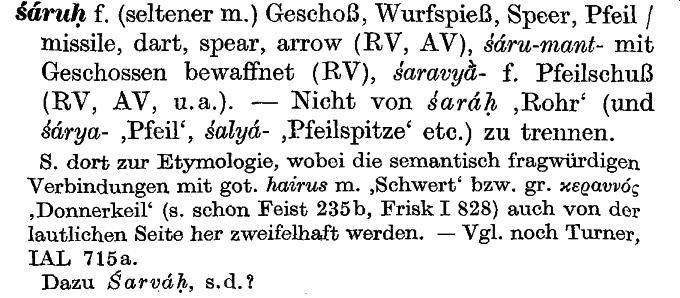 śáruḥ f. (seltener m.) Geschoß, Wurfspieß, Speer, Pfeil /
missile, dart, spear, arrow (RV, AV), śáru-mant- mit
Geschossen bewaffnet (RV), śaravyā̀- f. Pfeilschuß
(RV, AV, u.a.). — Nicht von śaráḥ ‚Rohr‘ (und
śárya- ‚Pfeil‘, śalyá- ‚Pfeilspitze‘ etc.) zu trennen.
S. dort zur Etymologie, wobei die semantisch fragwürdigen
Verbindungen mit got. hairus m. ‚Schwert‘ bzw. gr. κεραυνός
‚Donnerkeil‘ (s. schon Feist 235b, Frisk I 828) auch von der
lautlichen Seite her zweifelhaft werden. — Vgl. noch Turner,
IAL 715a.
Dazu Śarváḥ, s.d.?